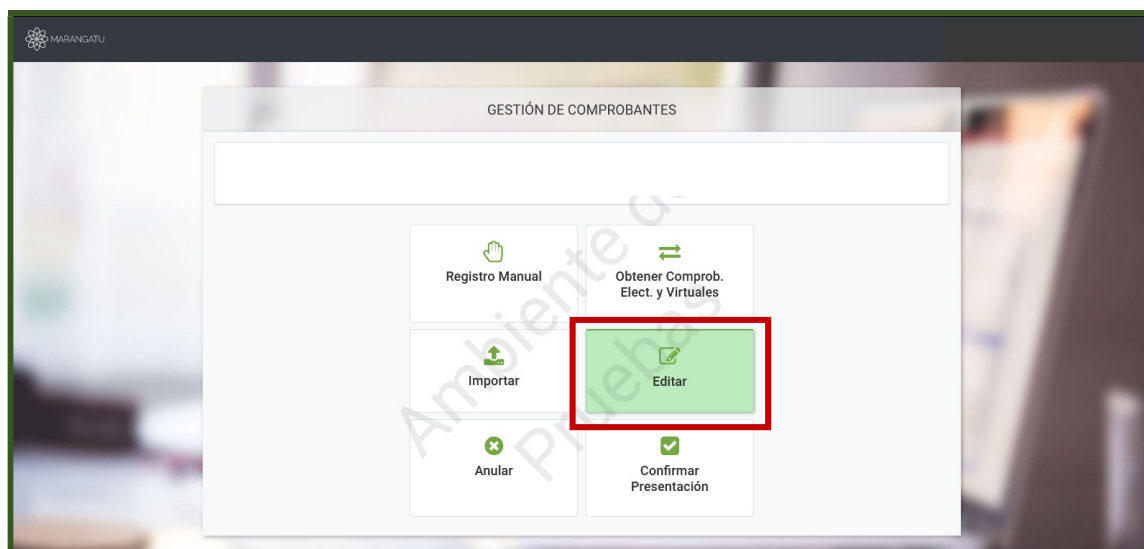 MARANGATU
GESTIÓN DE COMPROBANTES
Registro Manual
Obtener Comprob.
Elect. y Virtuales
Importar
Editar
Anular
Confirmar
Presentación
Ambiente de
Pruebas